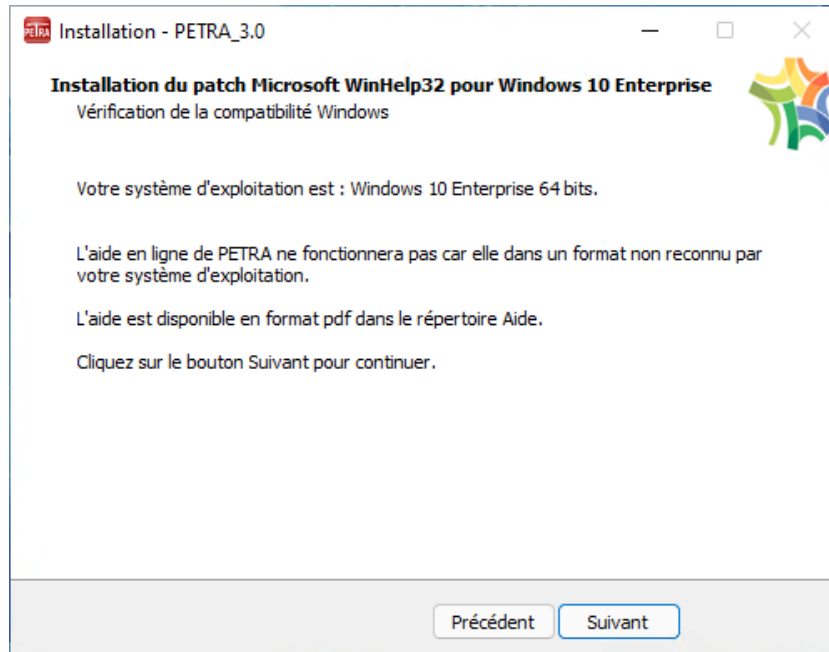 PETRA
Installation - PETRA_3.0
Installation du patch Microsoft WinHelp32 pour Windows 10 Enterprise
Vérification de la compatibilité Windows
Votre système d'exploitation est : Windows 10 Enterprise 64 bits.
L'aide en ligne de PETRA ne fonctionnera pas car elle dans un format non reconnu par
votre système d'exploitation.
L'aide est disponible en format pdf dans le répertoire Aide.
Cliquez sur le bouton Suivant pour continuer.
Précédent
Suivant